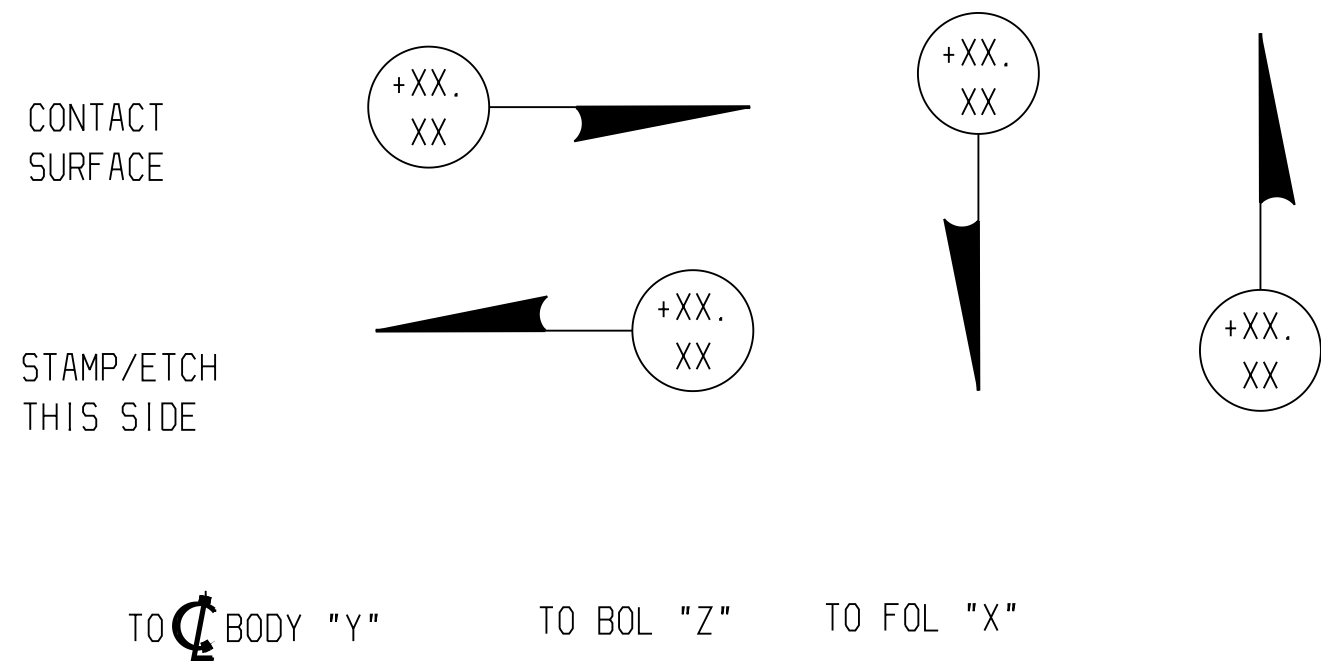 CONTACT
SURFACE
+XX.
XX
+XX.
XX
+XX.
XX
STAMP/ETCH
THIS SIDE
+XX.
XX
TO ℄ BODY "Y"
TO BOL "Z"
TO FOL "X"